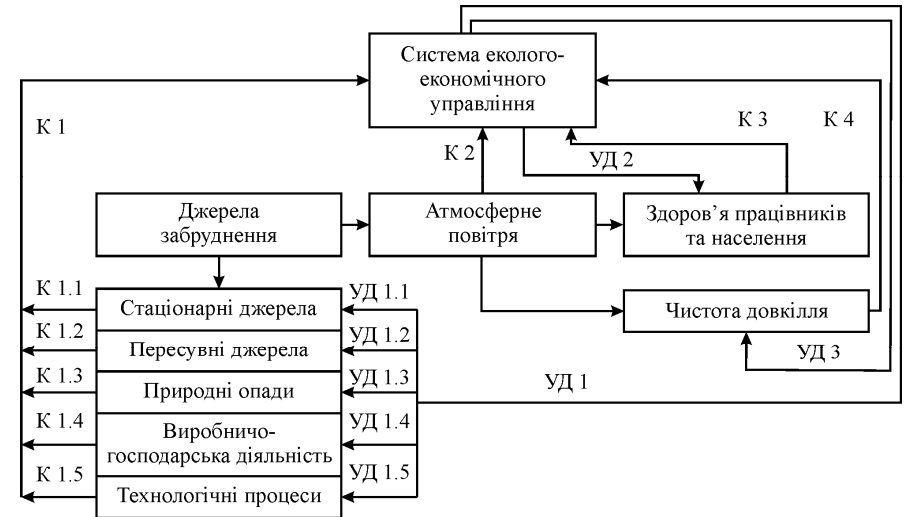 Система еколого-
економічного
управління
К 1
К 2
УД 2
К 3
К 4
Джерела
забруднення
Атмосферне
повітря
Здоров’я працівників
та населення
К 1.1
Стаціонарні джерела
УД 1.1
Чистота довкілля
К 1.2
Пересувні джерела
УД 1.2
УД 3
К 1.3
Природні опади
УД 1.3
УД 1
К 1.4
Виробничо-
господарська діяльність
УД 1.4
К 1.5
Технологічні процеси
УД 1.5